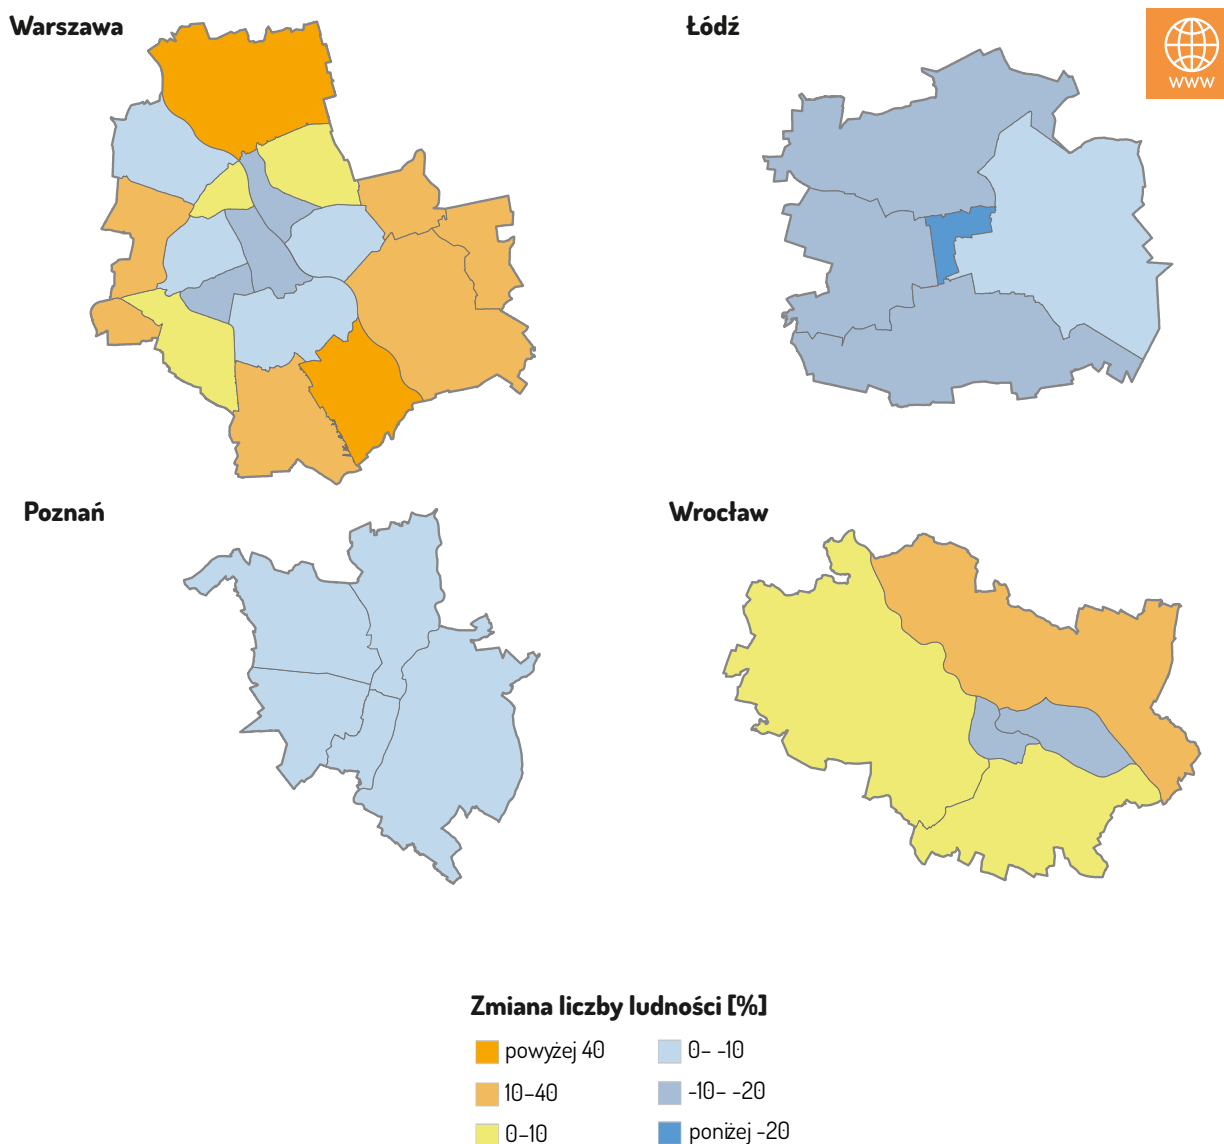 Warszawa
Łódź
www
Poznań
Wrocław
Zmiana liczby ludności [%]
powyżej 40
10–40
0–10
0– -10
-10– -20
poniżej -20